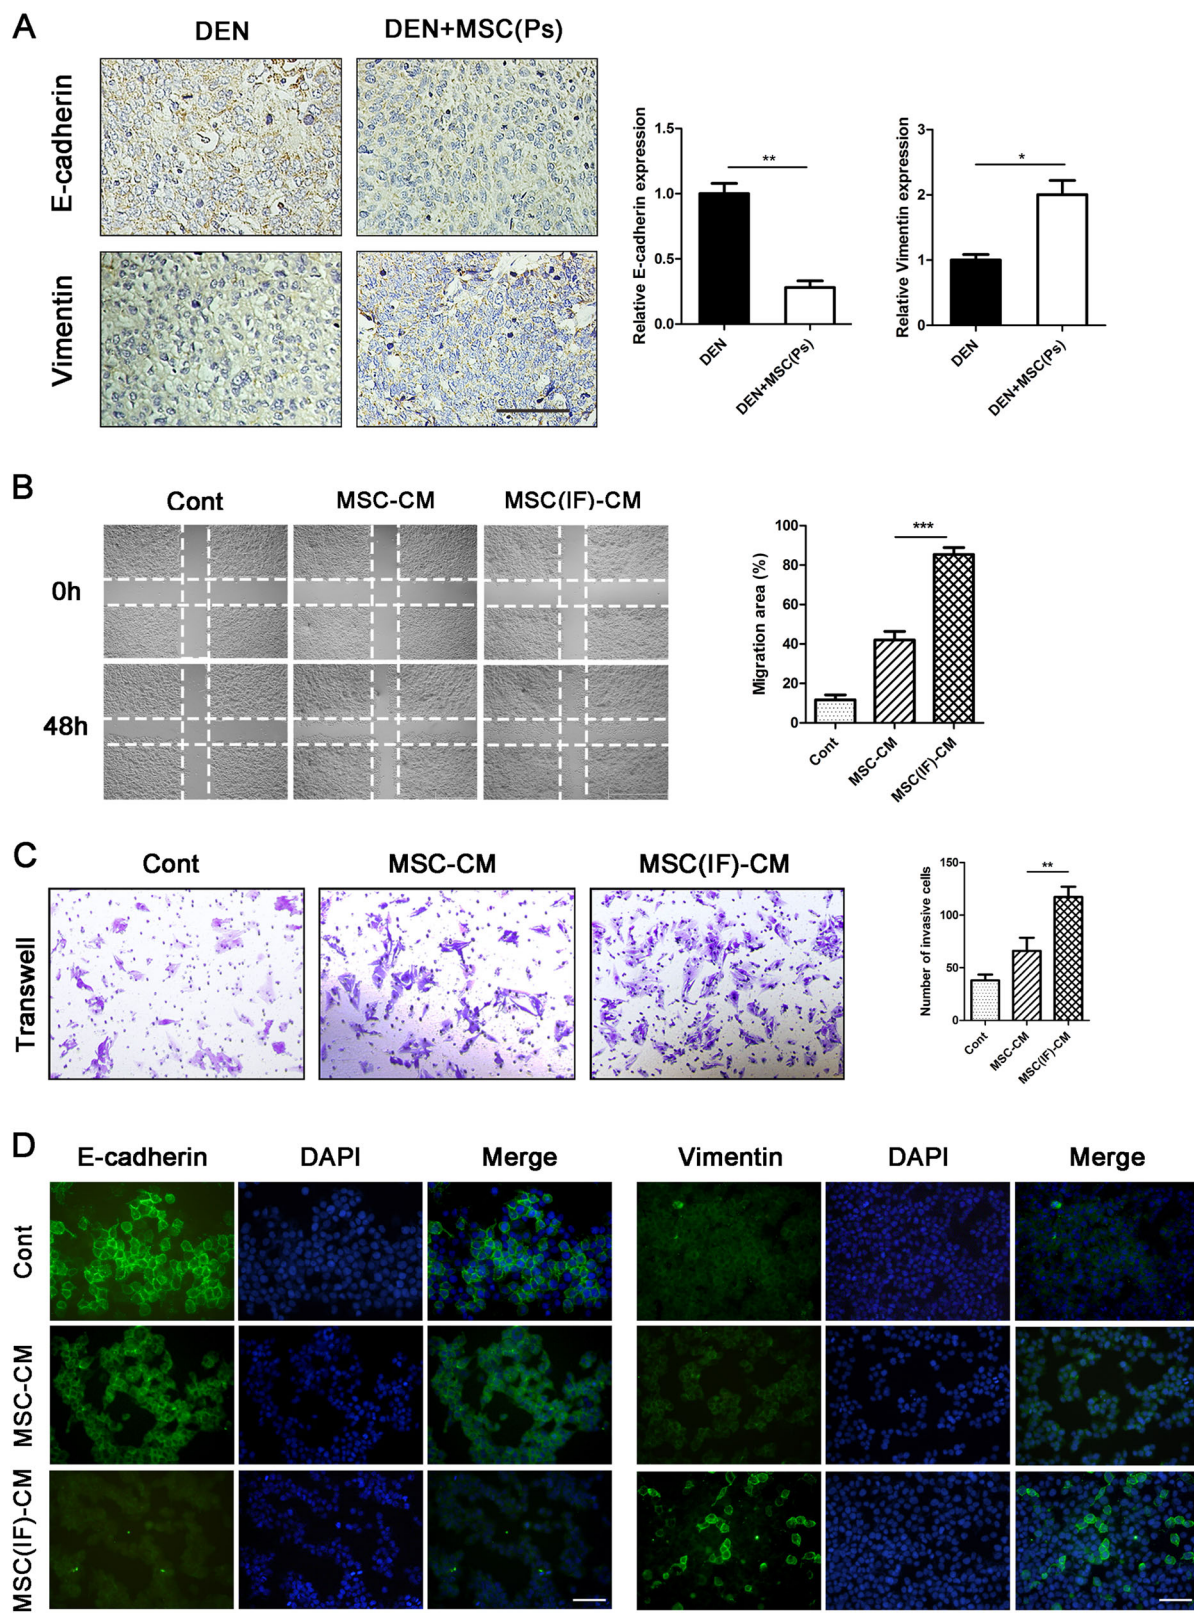 A
DEN
DEN+MSC(Ps)
E-cadherin
Vimentin
Relative E-cadherin expression
1.5
1.0
0.5
0.0
**
DEN
DEN+MSC(Ps)
Relative Vimentin expression
3
2
1
0
*
DEN
DEN+MSC(Ps)
B
Cont
MSC-CM
MSC(IF)-CM
0h
48h
Migration area (%)
100
80
60
40
20
0
***
Cont
MSC-CM
MSC(IF)-CM
C
Cont
MSC-CM
MSC(IF)-CM
Transwell
Number of invasive cells
150
100
50
0
**
Cont
MSC-CM
MSC(IF)-CM
D
E-cadherin
DAPI
Merge
Vimentin
DAPI
Merge
Cont
MSC-CM
MSC(IF)-CM